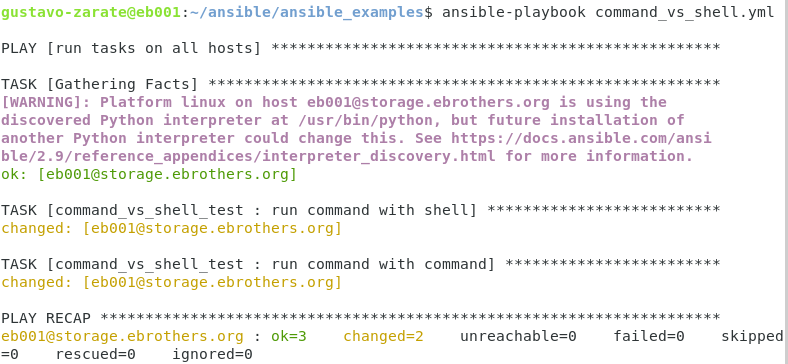 gustavo-zarate@eb001:~/ansible/ansible_examples$ ansible-playbook command_vs_shell.yml
PLAY [run tasks on all hosts] **************************************************
TASK [Gathering Facts] *********************************************************
[WARNING]: Platform linux on host eb001@storage.ebrothers.org is using the
discovered Python interpreter at /usr/bin/python, but future installation of
another Python interpreter could change this. See https://docs.ansible.com/ansi
ble/2.9/reference_appendices/interpreter_discovery.html for more information.
ok: [eb001@storage.ebrothers.org]
TASK [command_vs_shell_test : run command with shell] **************************
changed: [eb001@storage.ebrothers.org]
TASK [command_vs_shell_test : run command with command] ************************
changed: [eb001@storage.ebrothers.org]
PLAY RECAP *********************************************************************
eb001@storage.ebrothers.org : ok=3    changed=2    unreachable=0    failed=0    skipped
=0    rescued=0    ignored=0